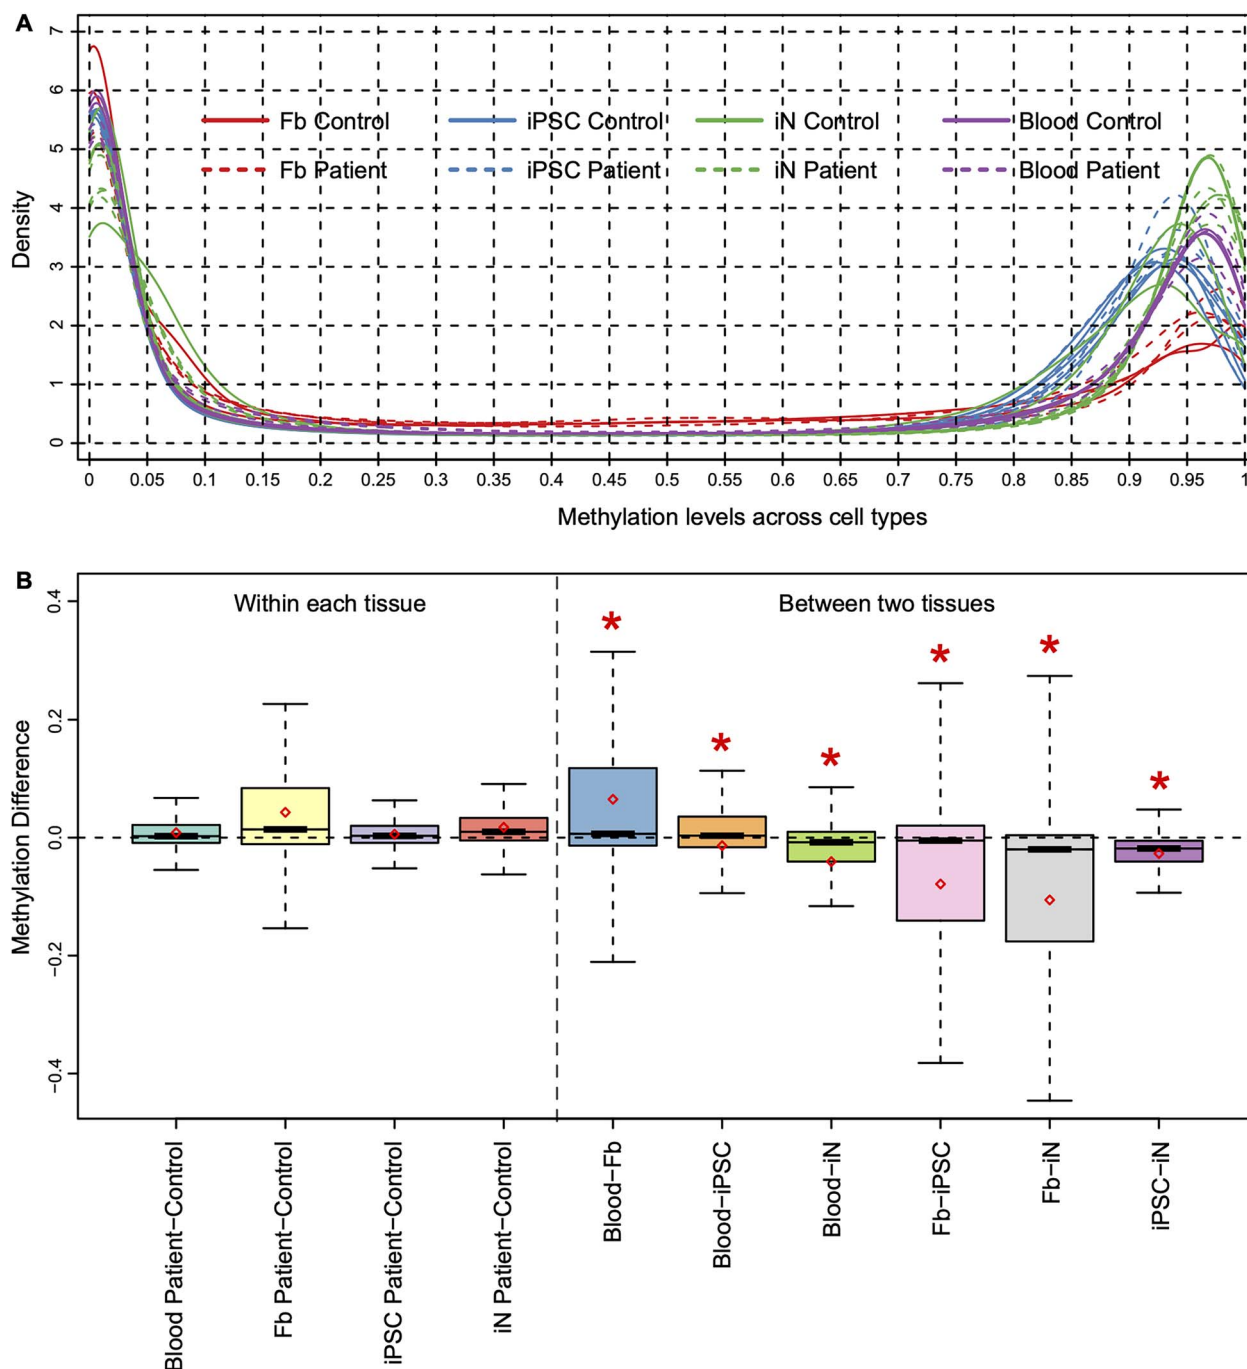 A
7
6
5
4
3
2
1
0
Density
Fb Control
iPSC Control
iN Control
Blood Control
Fb Patient
iPSC Patient
iN Patient
Blood Patient
0 0.05 0.1 0.15 0.2 0.25 0.3 0.35 0.4 0.45 0.5 0.55 0.6 0.65 0.7 0.75 0.8 0.85 0.9 0.95 1
Methylation levels across cell types
B
Within each tissue
Between two tissues
* * * * * *
0.4
0.2
0.0
−0.2
−0.4
Methylation Difference
Blood Patient−Control
Fb Patient−Control
iPSC Patient−Control
iN Patient−Control
Blood−Fb
Blood−iPSC
Blood−iN
Fb−iPSC
Fb−iN
iPSC−iN